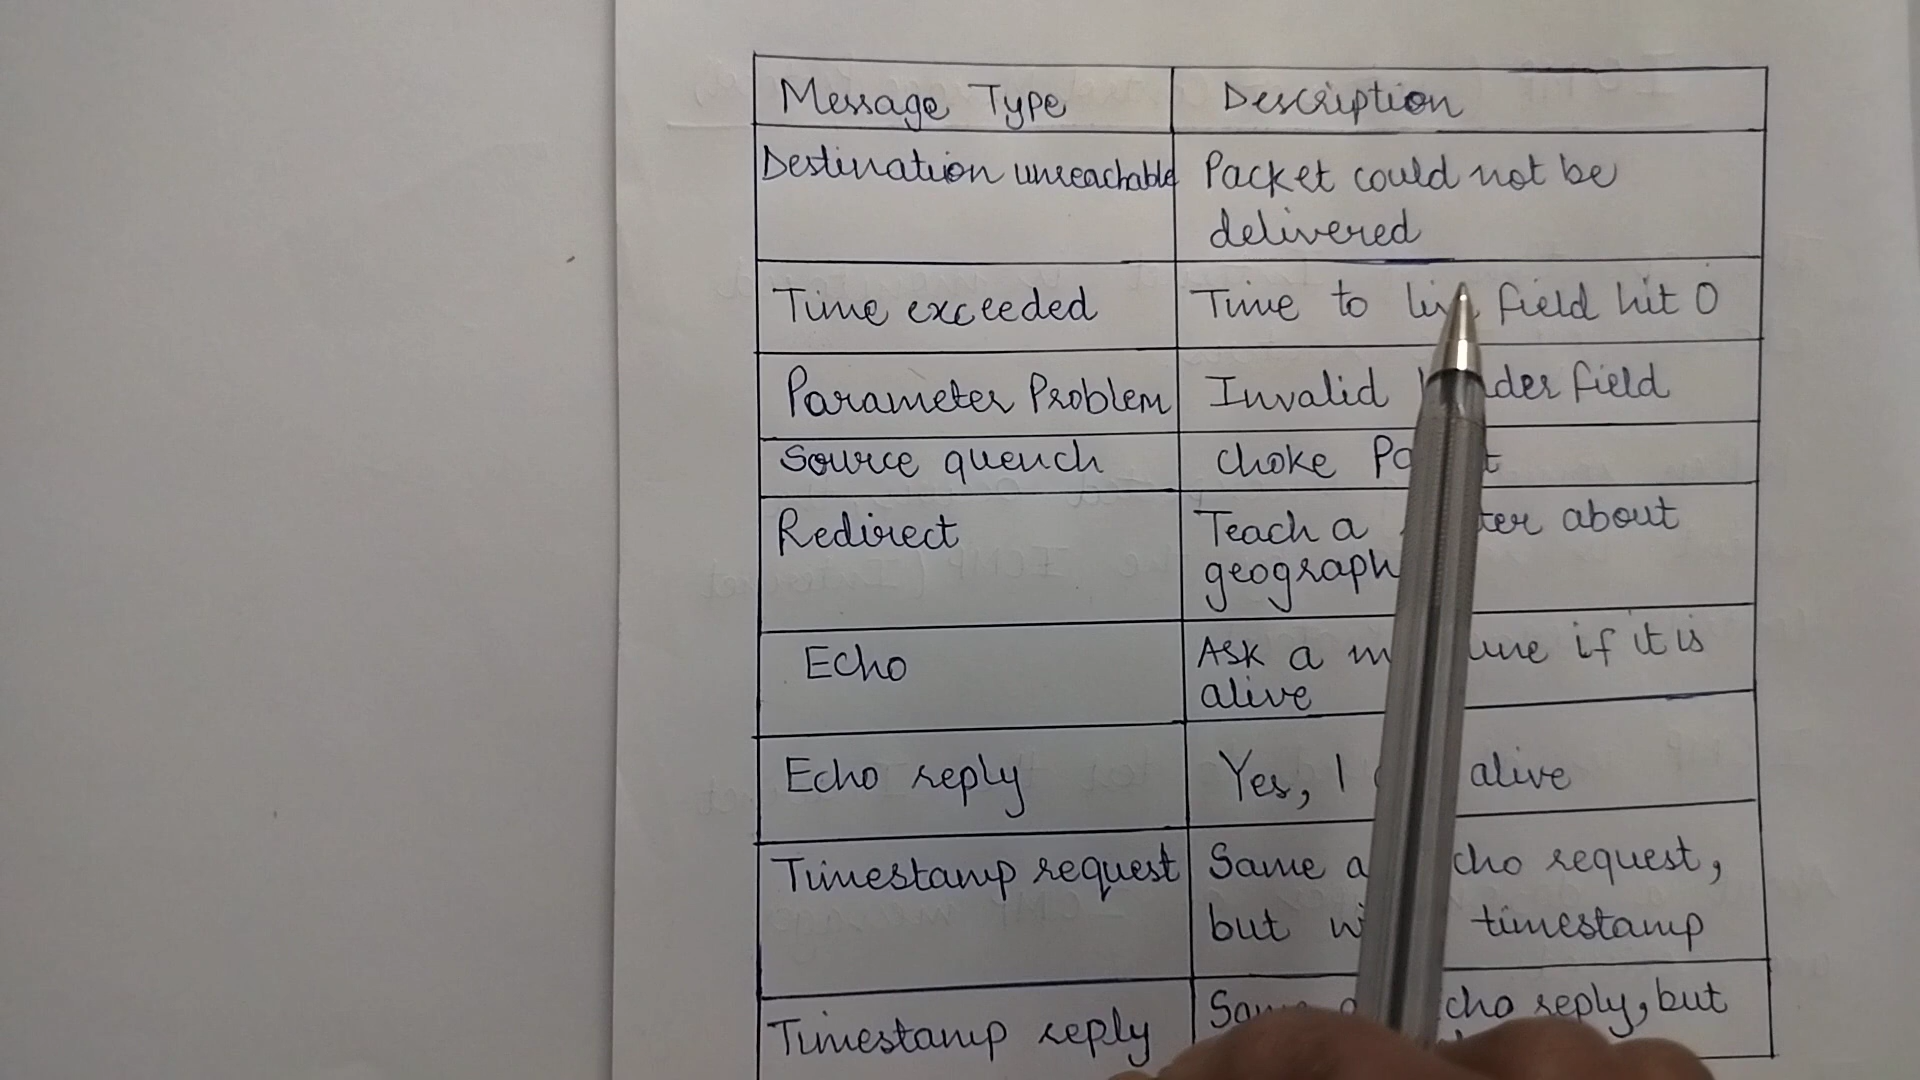 Message Type
Description
Destination unreachable
Packet could not be
delivered
Time exceeded
Time to live field hit 0
Parameter Problem
Invalid field
Source quench
choke
Redirect
Teach a about
Echo
Ask a if it is
alive
Echo reply
Yes, I alive
Timestamp request
Same request,
but timestamp
Timestamp reply
reply, but